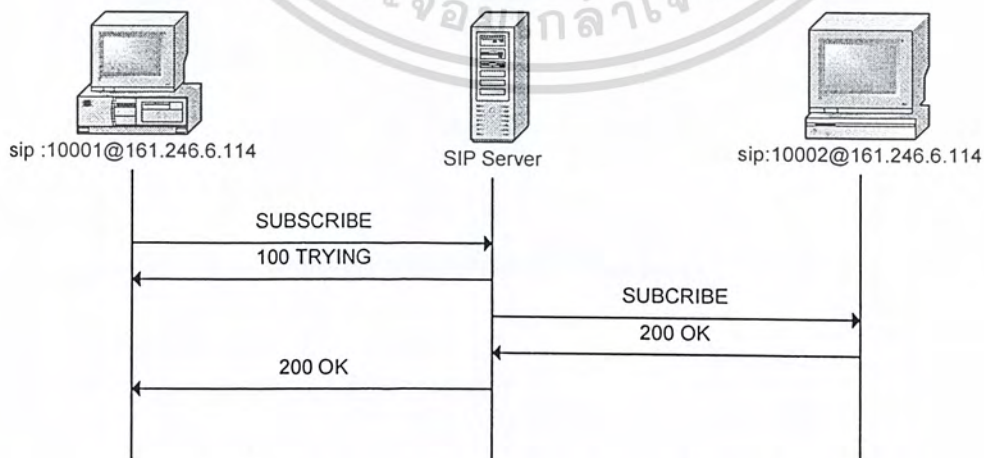 sip :10001@161.246.6.114
SIP Server
sip:10002@161.246.6.114
SUBSCRIBE
100 TRYING
SUBCRIBE
200 OK
200 OK